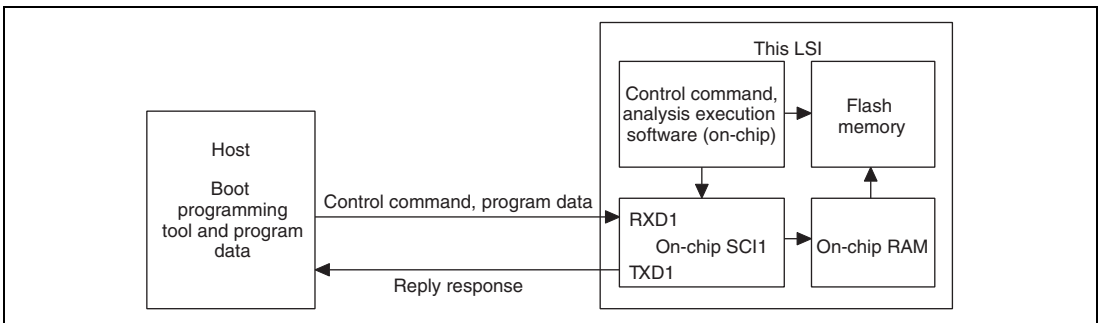 This LSI
Control command,
analysis execution
software (on-chip)
Flash
memory
Host
Boot
programming
tool and program
data
Control command, program data
RXD1
On-chip SCI1
TXD1
On-chip RAM
Reply response